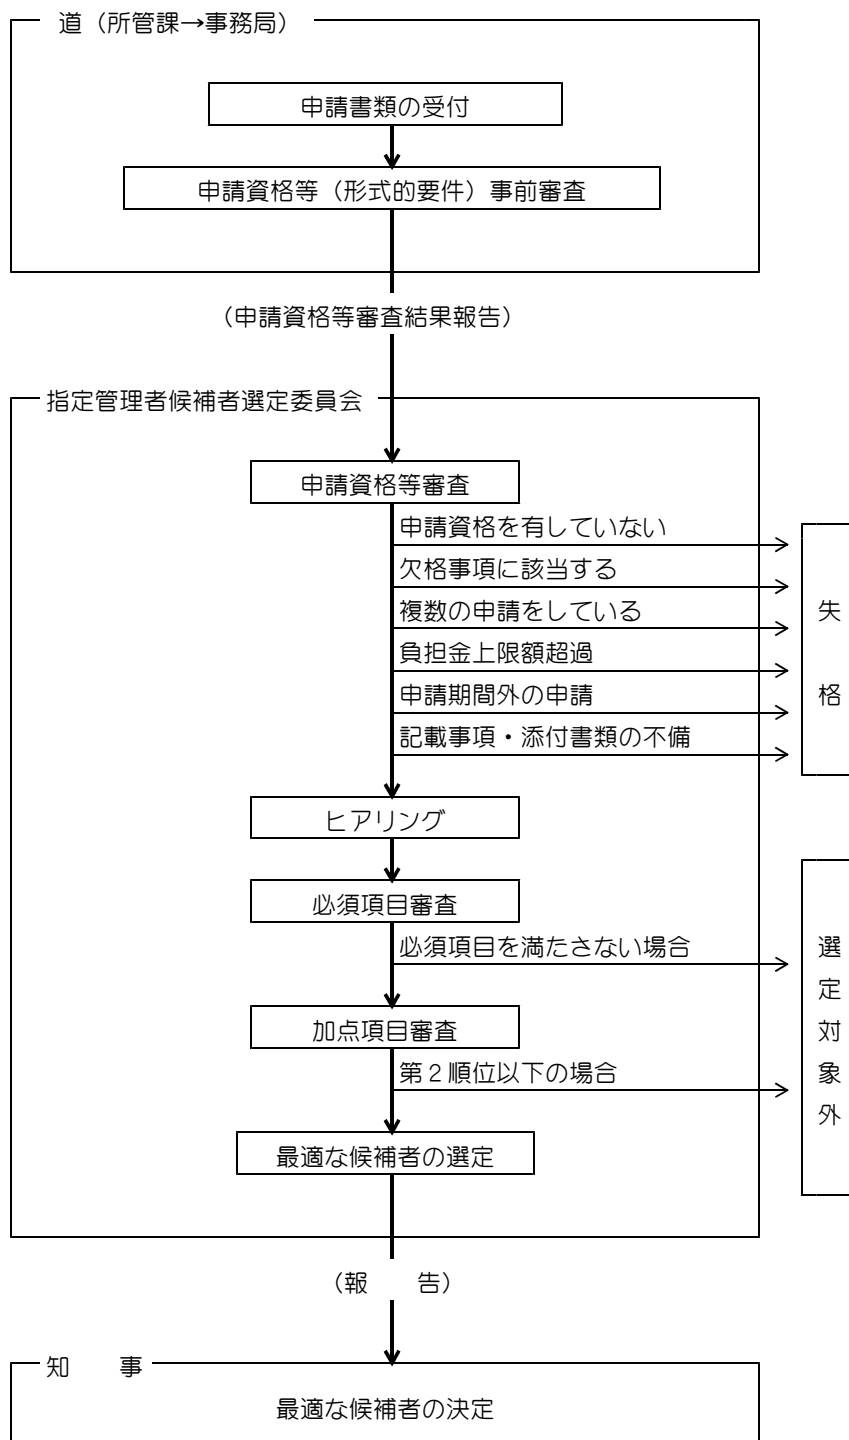 道（所管課→事務局）
申請書類の受付
申請資格等（形式的要件）事前審査
（申請資格等審査結果報告）
指定管理者候補者選定委員会
申請資格等審査
申請資格を有していない
欠格事項に該当する
複数の申請をしている
負担金上限額超過
申請期間外の申請
記載事項・添付書類の不備
失格
ヒアリング
必須項目審査
必須項目を満たさない場合
加点項目審査
第２順位以下の場合
選定対象外
最適な候補者の選定
（報　　告）
知　　事
最適な候補者の決定